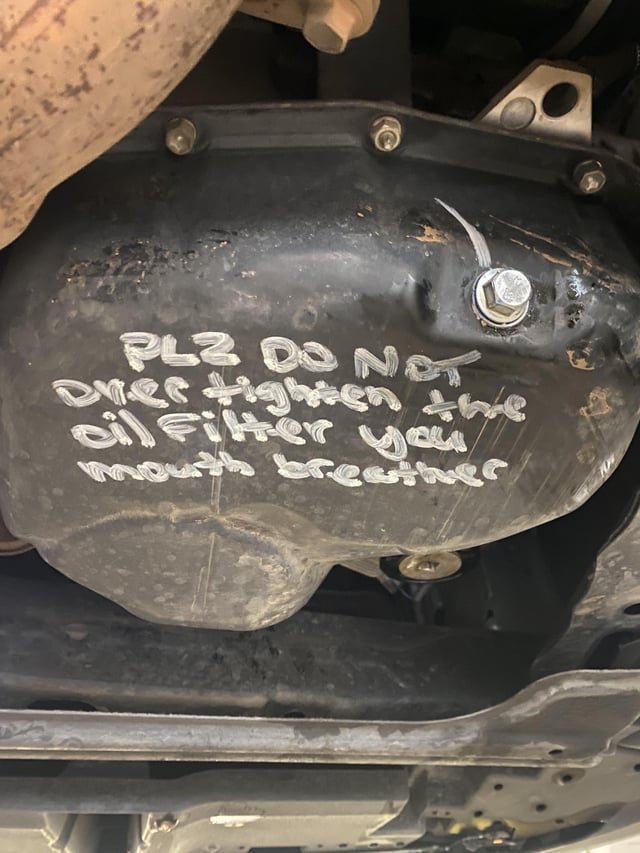 PLZ DO NOT
Over tighten the
oil Filter you
mouth breather